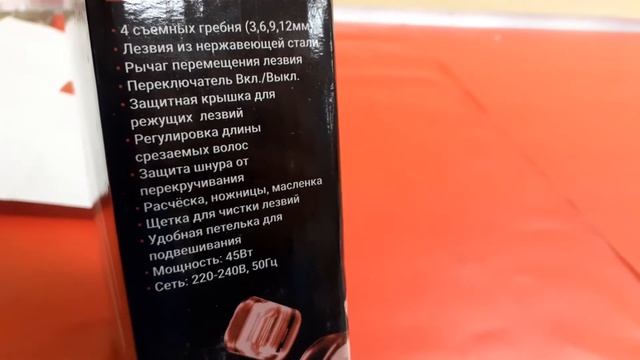 4 съемных гребня (3,6,9,12мм)
Лезвия из нержавеющей стали
Рычаг перемещения лезвия
Переключатель Вкл./Выкл.
Защитная крышка для
режущих лезвий
Регулировка длины
срезаемых волос
Защита шнура от
перекручивания
Расчёска, ножницы, масленка
Щетка для чистки лезвий
Удобная петелька для
подвешивания
Мощность: 45Вт
Сеть: 220-240В, 50Гц